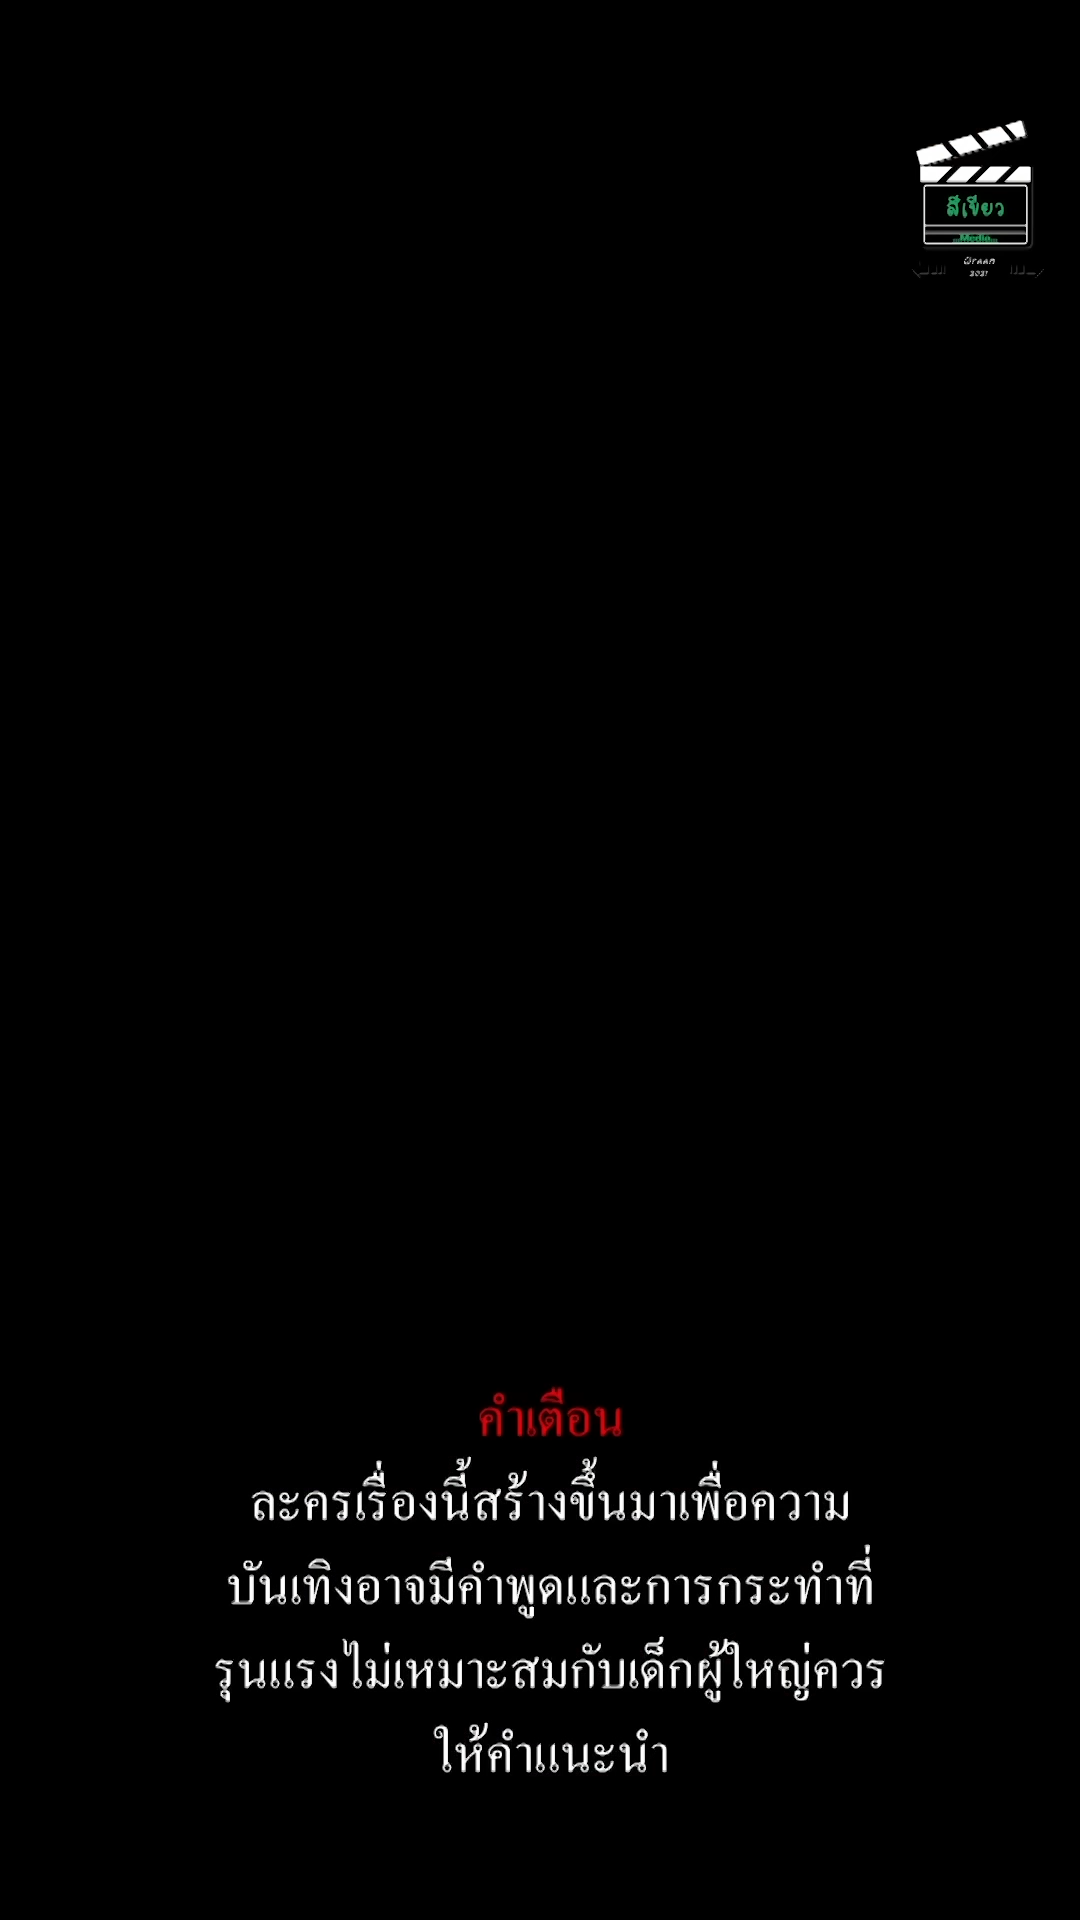 สีเขียว
Media
Green
2021
คำเตือน
ละครเรื่องนี้สร้างขึ้นมาเพื่อความ
บันเทิงอาจมีคำพูดและการกระทำที่
รุนแรงไม่เหมาะสมกับเด็กผู้ใหญ่ควร
ให้คำแนะนำ